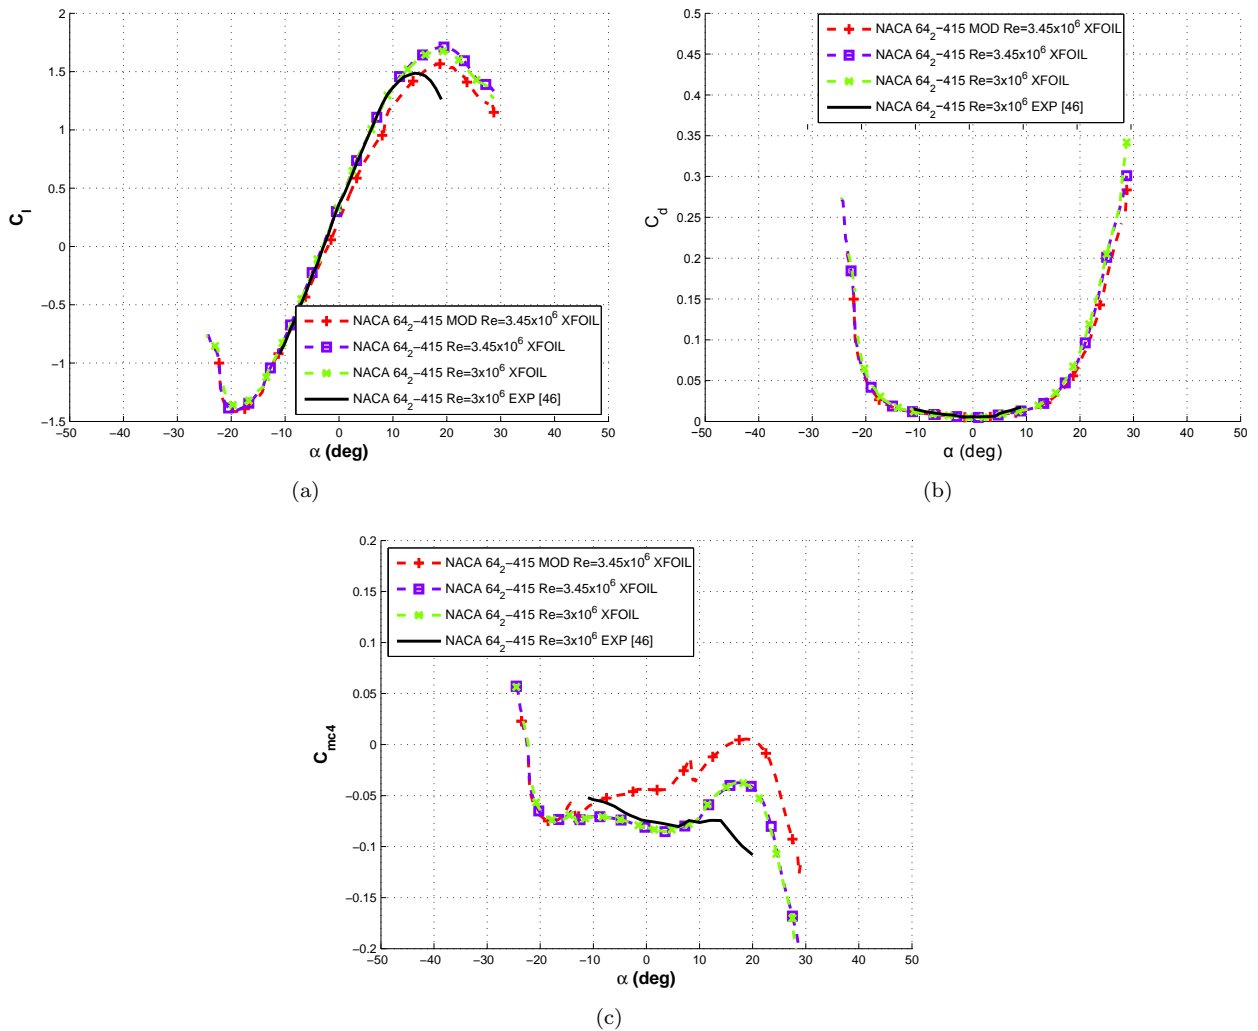 2
1.5
1
0.5
0
−0.5
−1
−1.5
C_l
−50 −40 −30 −20 −10 0 10 20 30 40 50
α (deg)
NACA 64_2−415 MOD Re=3.45x10^6 XFOIL
NACA 64_2−415 Re=3.45x10^6 XFOIL
NACA 64_2−415 Re=3x10^6 XFOIL
NACA 64_2−415 Re=3x10^6 EXP [46]
(a)
0.5
0.45
0.4
0.35
0.3
0.25
0.2
0.15
0.1
0.05
0
C_d
−50 −40 −30 −20 −10 0 10 20 30 40 50
α (deg)
NACA 64_2−415 MOD Re=3.45x10^6 XFOIL
NACA 64_2−415 Re=3.45x10^6 XFOIL
NACA 64_2−415 Re=3x10^6 XFOIL
NACA 64_2−415 Re=3x10^6 EXP [46]
(b)
0.2
0.15
0.1
0.05
0
−0.05
−0.1
−0.15
−0.2
C_mc4
−50 −40 −30 −20 −10 0 10 20 30 40 50
α (deg)
NACA 64_2−415 MOD Re=3.45x10^6 XFOIL
NACA 64_2−415 Re=3.45x10^6 XFOIL
NACA 64_2−415 Re=3x10^6 XFOIL
NACA 64_2−415 Re=3x10^6 EXP [46]
(c)